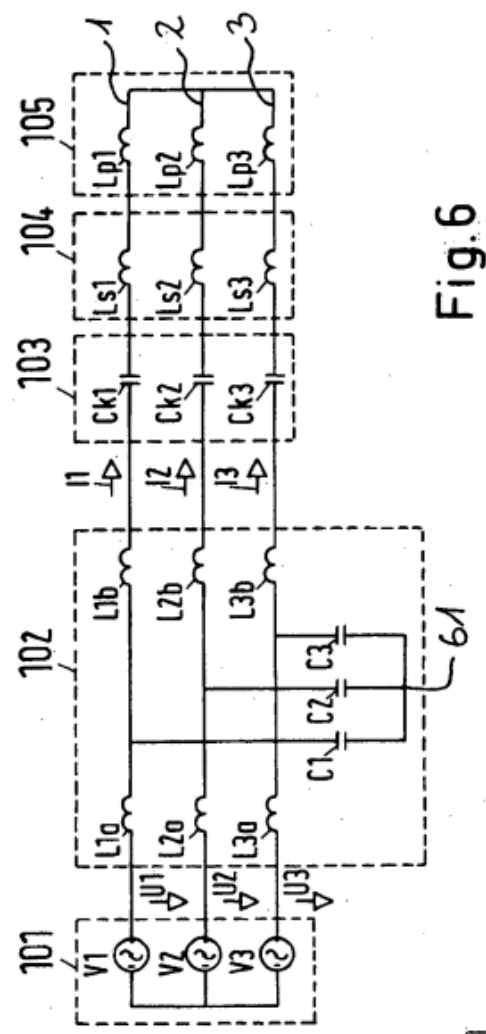 101
102
103
104
105
V1
V2
V3
U1
U2
U3
L1a
L2a
L3a
L1b
L2b
L3b
C1
C2
C3
61
I1
I2
I3
Ck1
Ck2
Ck3
Ls1
Ls2
Ls3
Lp1
Lp2
Lp3
1
2
3
Fig.6